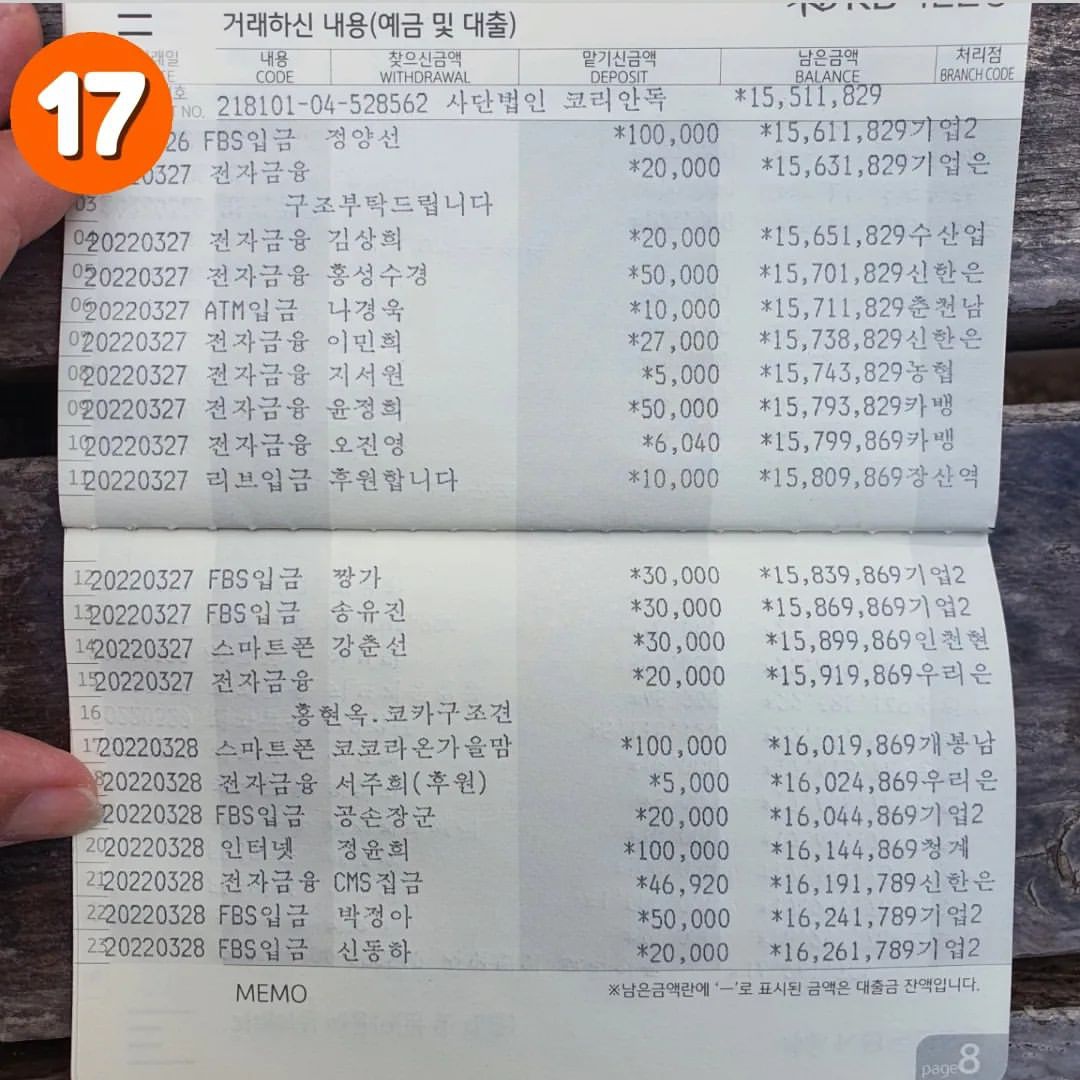 17
거래하신 내용(예금 및 대출)
내용 찾으신금액 맡기신금액 남은금액 처리점
CODE WITHDRAWAL DEPOSIT BALANCE BRANCH CODE
NO. 218101-04-528562 사단법인 코리안독 *15,511,829
26 FBS입금 정양선 *100,000 *15,611,829기업2
0327 전자금융 *20,000 *15,631,829기업은
03 구조부탁드립니다
04 20220327 전자금융 김상희 *20,000 *15,651,829수산업
05 20220327 전자금융 홍성수경 *50,000 *15,701,829신한은
06 20220327 ATM입금 나경욱 *10,000 *15,711,829춘천남
07 20220327 전자금융 이민희 *27,000 *15,738,829신한은
08 20220327 전자금융 지서원 *5,000 *15,743,829농협
09 20220327 전자금융 윤정희 *50,000 *15,793,829카뱅
10 20220327 전자금융 오진영 *6,040 *15,799,869카뱅
11 20220327 리브입금 후원합니다 *10,000 *15,809,869장산역
12 20220327 FBS입금 짱가 *30,000 *15,839,869기업2
13 20220327 FBS입금 송유진 *30,000 *15,869,869기업2
14 20220327 스마트폰 강춘선 *30,000 *15,899,869인천현
15 20220327 전자금융 *20,000 *15,919,869우리은
16 홍현옥.코카구조견
17 20220328 스마트폰 코코라온가을맘 *100,000 *16,019,869개봉남
8 20220328 전자금융 서주희(후원) *5,000 *16,024,869우리은
20220328 FBS입금 공손장군 *20,000 *16,044,869기업2
20 20220328 인터넷 정윤희 *100,000 *16,144,869청계
21 20220328 전자금융 CMS집금 *46,920 *16,191,789신한은
22 20220328 FBS입금 박정아 *50,000 *16,241,789기업2
23 20220328 FBS입금 신동하 *20,000 *16,261,789기업2
MEMO ※남은금액란에 '—'로 표시된 금액은 대출금 잔액입니다.
page8